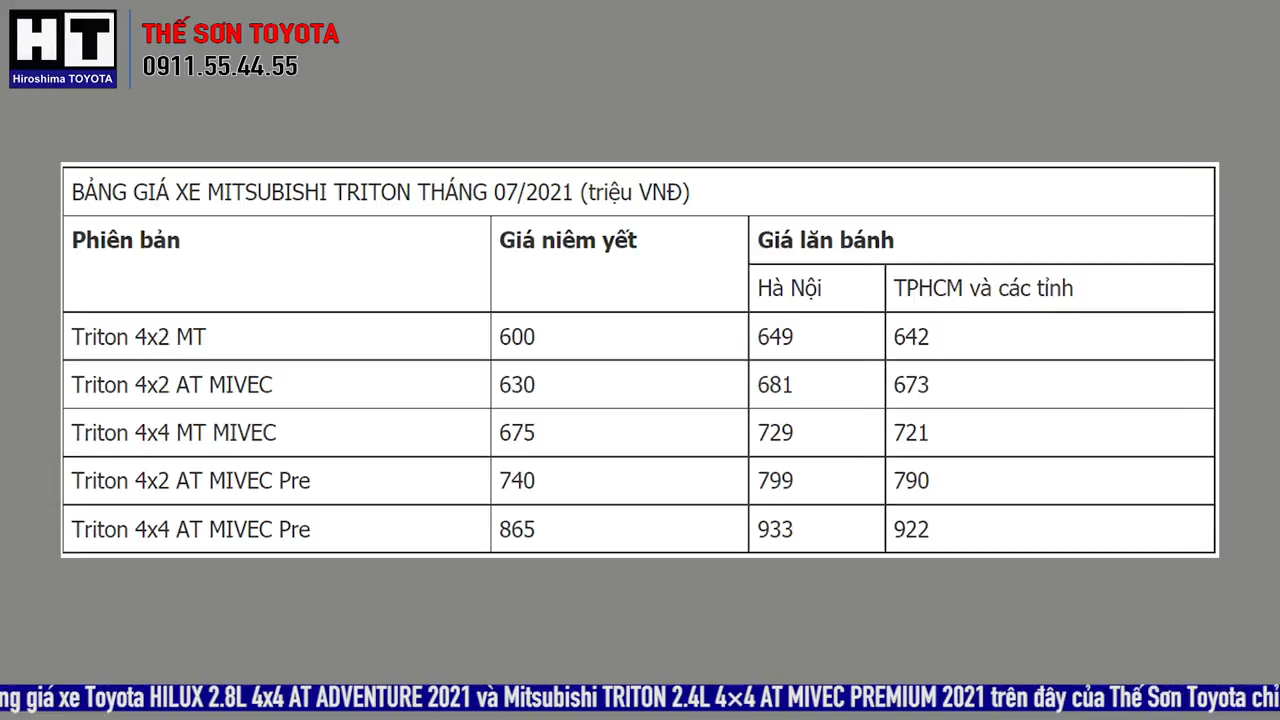 HT
Hiroshima TOYOTA
THẾ SƠN TOYOTA
0911.55.44.55
BẢNG GIÁ XE MITSUBISHI TRITON THÁNG 07/2021 (triệu VNĐ)
Phiên bản Giá niêm yết Giá lăn bánh
Hà Nội TPHCM và các tỉnh
Triton 4x2 MT 600 649 642
Triton 4x2 AT MIVEC 630 681 673
Triton 4x4 MT MIVEC 675 729 721
Triton 4x2 AT MIVEC Pre 740 799 790
Triton 4x4 AT MIVEC Pre 865 933 922
ng giá xe Toyota HILUX 2.8L 4x4 AT ADVENTURE 2021 và Mitsubishi TRITON 2.4L 4×4 AT MIVEC PREMIUM 2021 trên đây của Thế Sơn Toyota chỉ